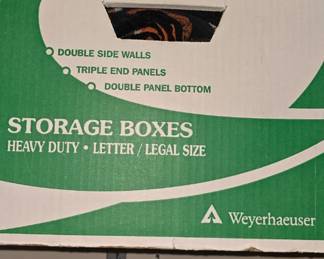 DOUBLE SIDE WALLS
TRIPLE END PANELS
DOUBLE PANEL BOTTOM
STORAGE BOXES
HEAVY DUTY • LETTER / LEGAL SIZE
Weyerhaeuser